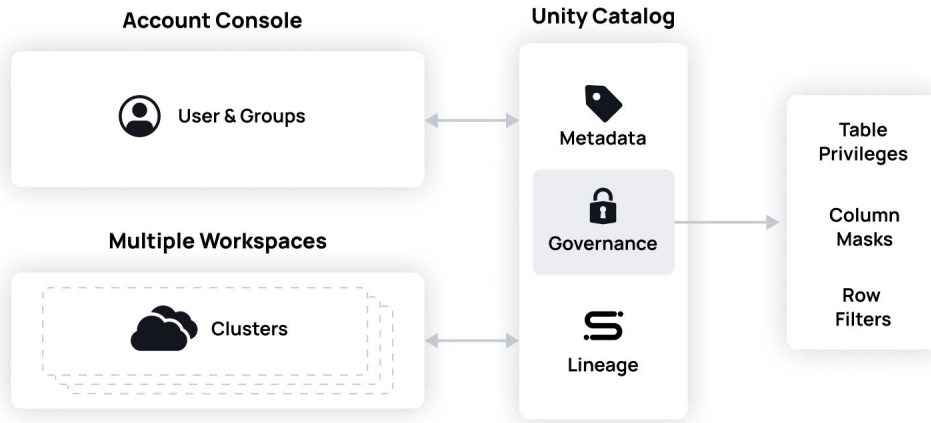 Account Console
User & Groups
Multiple Workspaces
Clusters
Unity Catalog
Metadata
Governance
Lineage
Table
Privileges
Column
Masks
Row
Filters